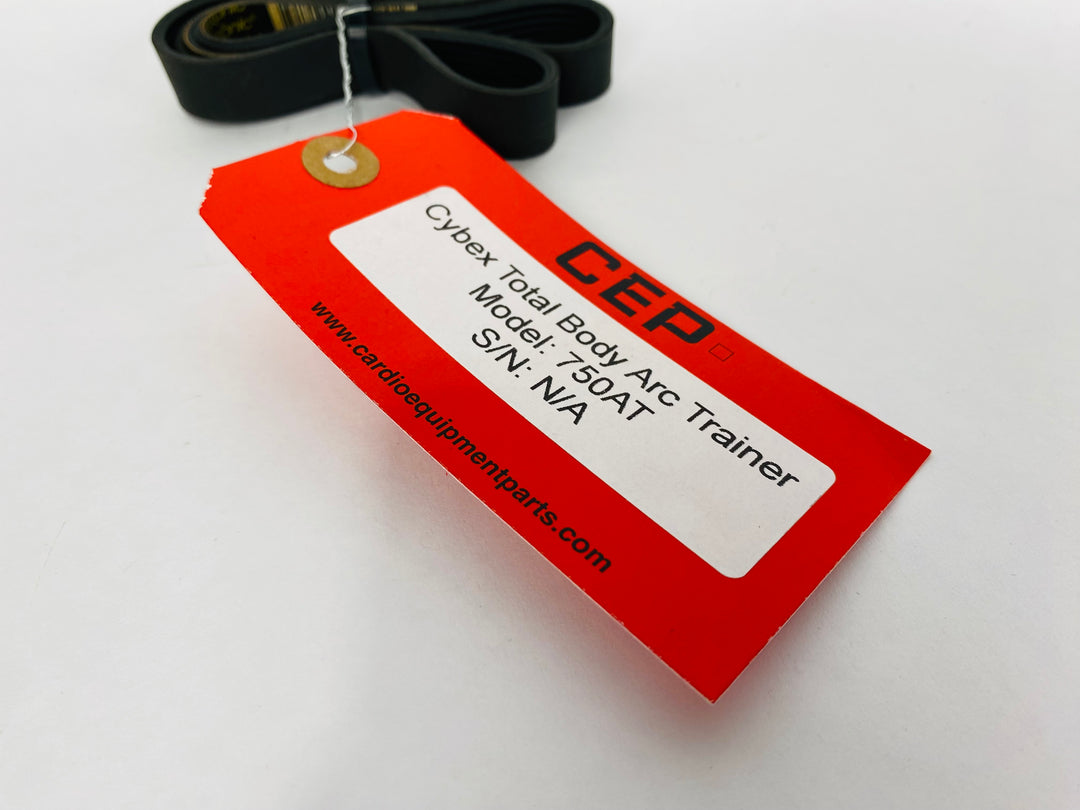 CEP
Cybex Total Body Arc Trainer
Model: 750AT
S/N: N/A
www.cardioequipmentparts.com